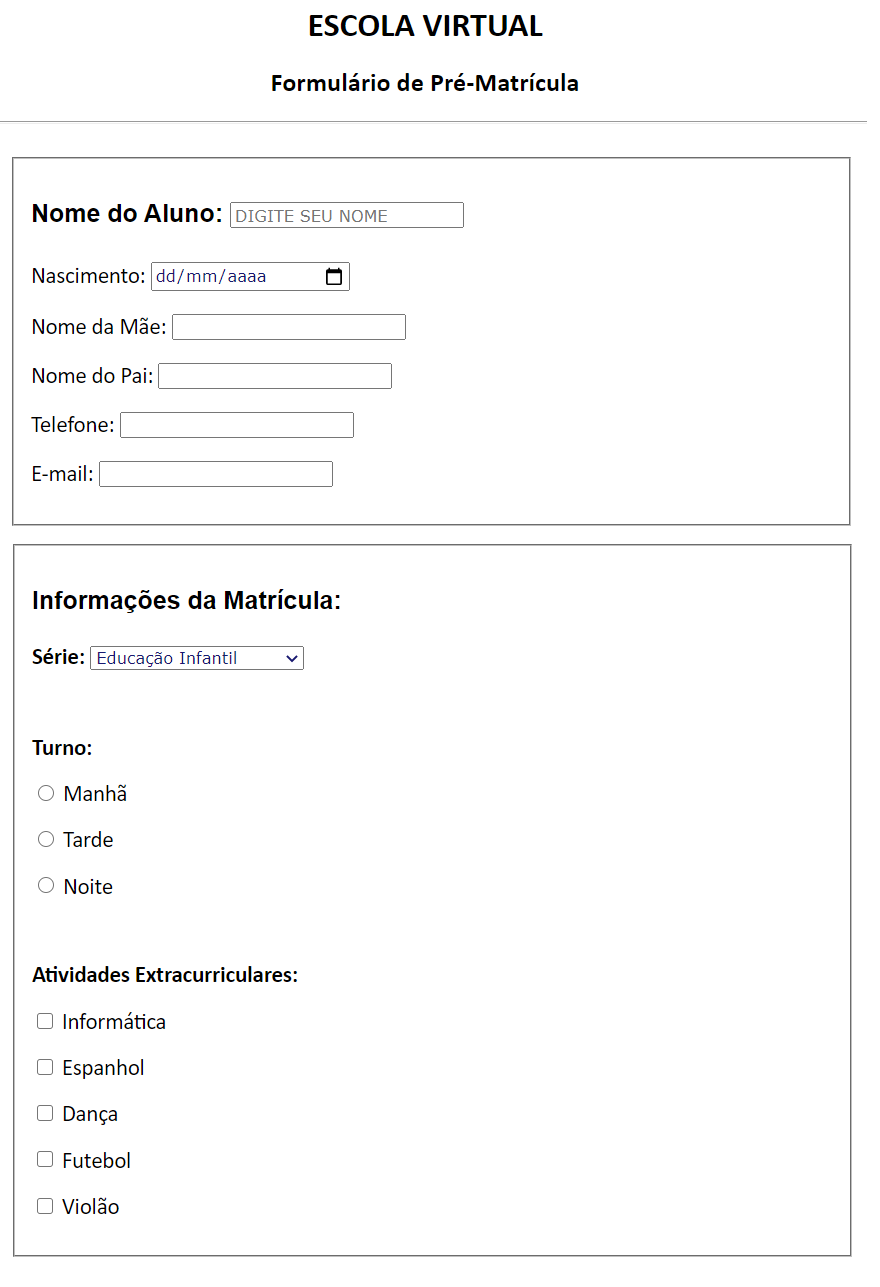 ESCOLA VIRTUAL
Formulário de Pré-Matrícula
Nome do Aluno: DIGITE SEU NOME
Nascimento: dd/mm/aaaa
Nome da Mãe:
Nome do Pai:
Telefone:
E-mail:
Informações da Matrícula:
Série: Educação Infantil
Turno:
Manhã
Tarde
Noite
Atividades Extracurriculares:
Informática
Espanhol
Dança
Futebol
Violão